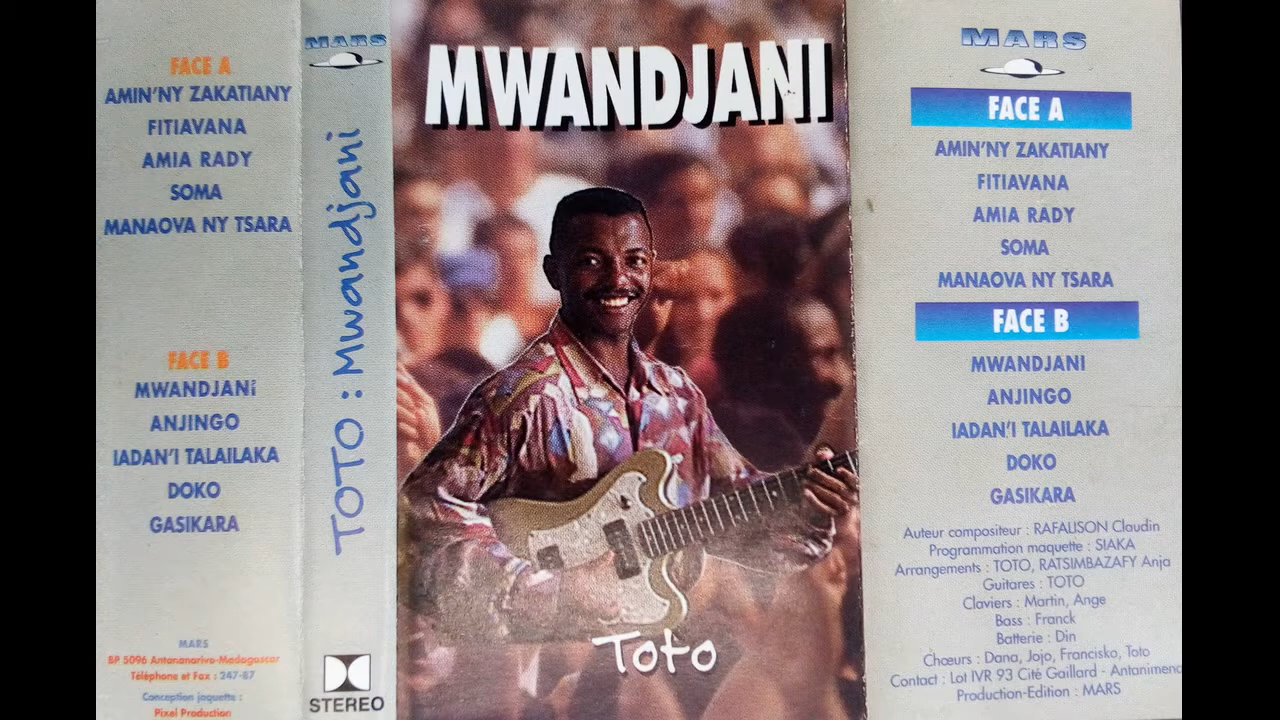 FACE A
AMIN'NY ZAKATIANY
FITIAVANA
AMIA RADY
SOMA
MANAOVA NY TSARA
FACE B
MWANDJANi
ANJINGO
IADAN'I TALAILAKA
DOKO
GASIKARA
MARS
BP 5096 Antananarivo-Madagascar
Téléphone et Fax : 247-87
Conception jaquette :
Pixel Production
MARS
TOTO : Mwandjani
STEREO
MWANDJANI
Toto
MARS
FACE A
AMIN'NY ZAKATIANY
FITIAVANA
AMIA RADY
SOMA
MANAOVA NY TSARA
FACE B
MWANDJANI
ANJINGO
IADAN'I TALAILAKA
DOKO
GASIKARA
Auteur compositeur : RAFALISON Claudin
Programmation maquette : SIAKA
Arrangements : TOTO, RATSIMBAZAFY Anja
Guitares : TOTO
Claviers : Martin, Ange
Bass : Franck
Batterie : Din
Chœurs : Dana, Jojo, Francisko, Toto
Contact : Lot IVR 93 Cité Gaillard - Antanimena
Production-Edition : MARS